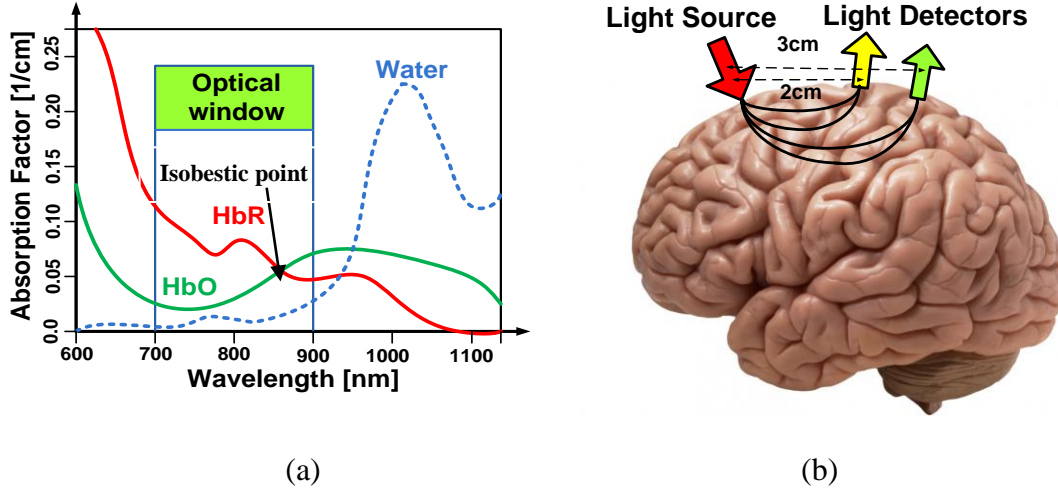 Absorption Factor [1/cm]
0.25
0.20
0.15
0.10
0.05
0.0
Optical
window
Water
Isobestic point
HbR
HbO
600
700
800
900
1000
1100
Wavelength [nm]
(a)
Light Source
Light Detectors
3cm
2cm
(b)